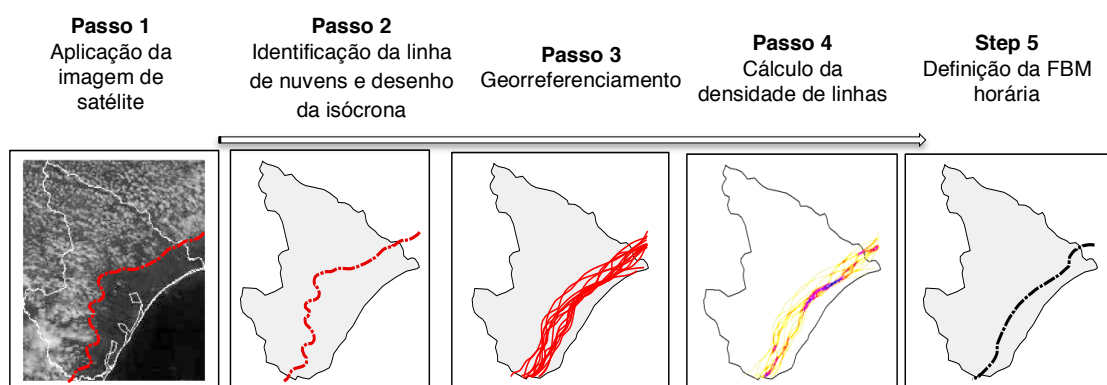 Passo 1
Aplicação da
imagem de
satélite
Passo 2
Identificação da linha
de nuvens e desenho
da isócrona
Passo 3
Georreferenciamento
Passo 4
Cálculo da
densidade de linhas
Step 5
Definição da FBM
horária